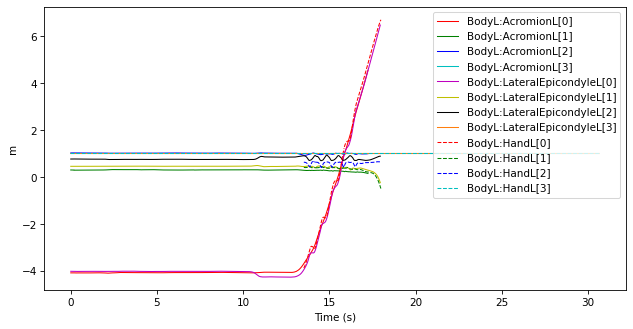 BodyL:AcromionL[0]
BodyL:AcromionL[1]
BodyL:AcromionL[2]
BodyL:AcromionL[3]
BodyL:LateralEpicondyleL[0]
BodyL:LateralEpicondyleL[1]
BodyL:LateralEpicondyleL[2]
BodyL:LateralEpicondyleL[3]
BodyL:HandL[0]
BodyL:HandL[1]
BodyL:HandL[2]
BodyL:HandL[3]
6
4
2
0
−2
−4
m
0 5 10 15 20 25 30
Time (s)